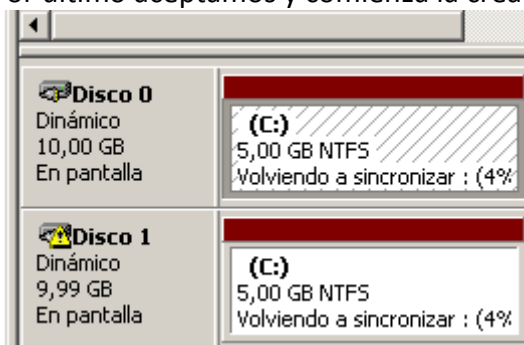 or último aceptamos y comienza la crea
Disco 0
Dinámico
10,00 GB
En pantalla
(C:)
5,00 GB NTFS
Volviendo a sincronizar : (4%
Disco 1
Dinámico
9,99 GB
En pantalla
(C:)
5,00 GB NTFS
Volviendo a sincronizar : (4%